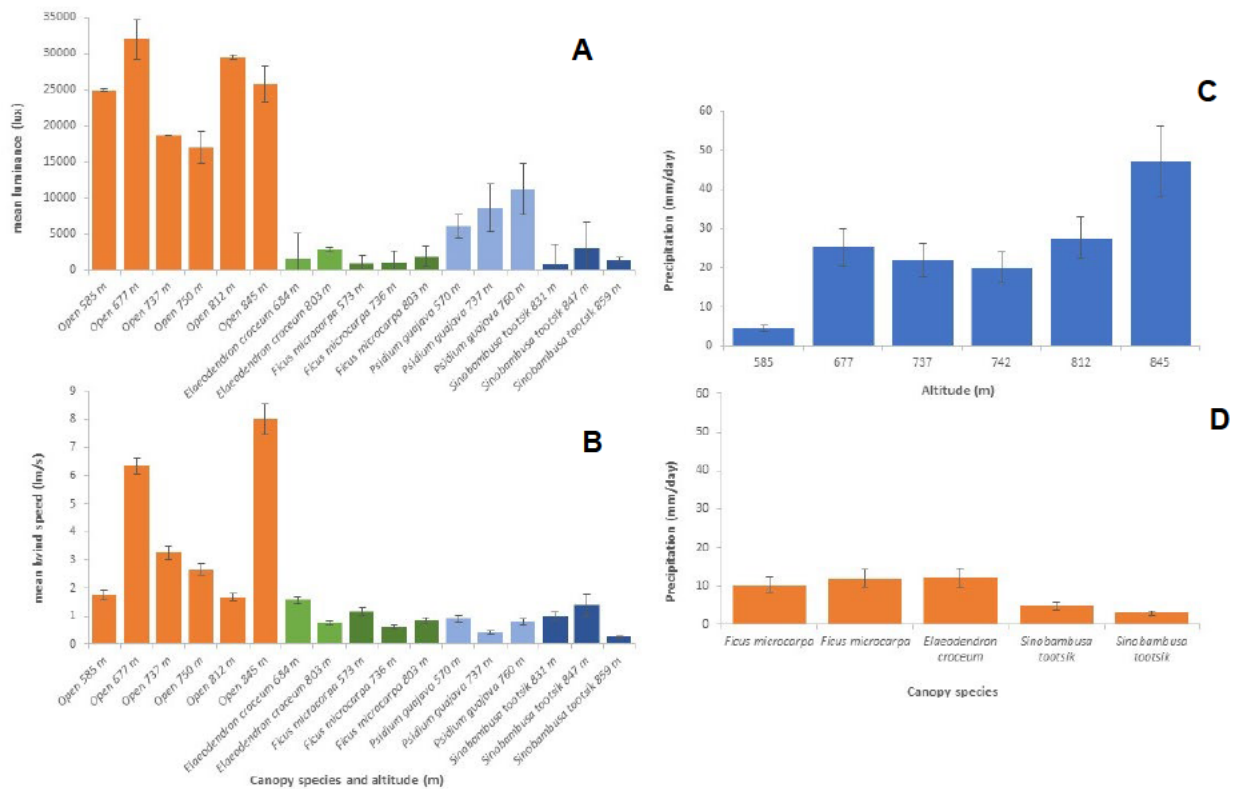 A
mean luminance (lux)
35000
30000
25000
20000
15000
10000
5000
0
Open 585 m
Open 677 m
Open 737 m
Open 750 m
Open 812 m
Open 845 m
Elaeodendron croceum 684 m
Elaeodendron croceum 803 m
Ficus microcarpa 573 m
Ficus microcarpa 736 m
Ficus microcarpa 803 m
Psidium guajava 570 m
Psidium guajava 737 m
Psidium guajava 760 m
Sinobambusa tootsik 831 m
Sinobambusa tootsik 847 m
Sinobambusa tootsik 859 m
B
9
8
7
6
5
4
3
2
1
0
Open 585 m
Open 677 m
Open 737 m
Open 750 m
Open 812 m
Open 845 m
Elaeodendron croceum 684 m
Elaeodendron croceum 803 m
Ficus microcarpa 573 m
Ficus microcarpa 736 m
Ficus microcarpa 803 m
Psidium guajava 570 m
Psidium guajava 737 m
Psidium guajava 760 m
Sinobambusa tootsik 831 m
Sinobambusa tootsik 847 m
Sinobambusa tootsik 859 m
Canopy species and altitude (m)
C
Precipitation (mm/day)
60
50
40
30
20
10
0
585 677 737 742 812 845
Altitude (m)
D
Precipitation (mm/day)
60
50
40
30
20
10
0
Ficus microcarpa Ficus microcarpa Elaeodendron croceum Sinobambusa tootsik Sinobambusa tootsik
Canopy species